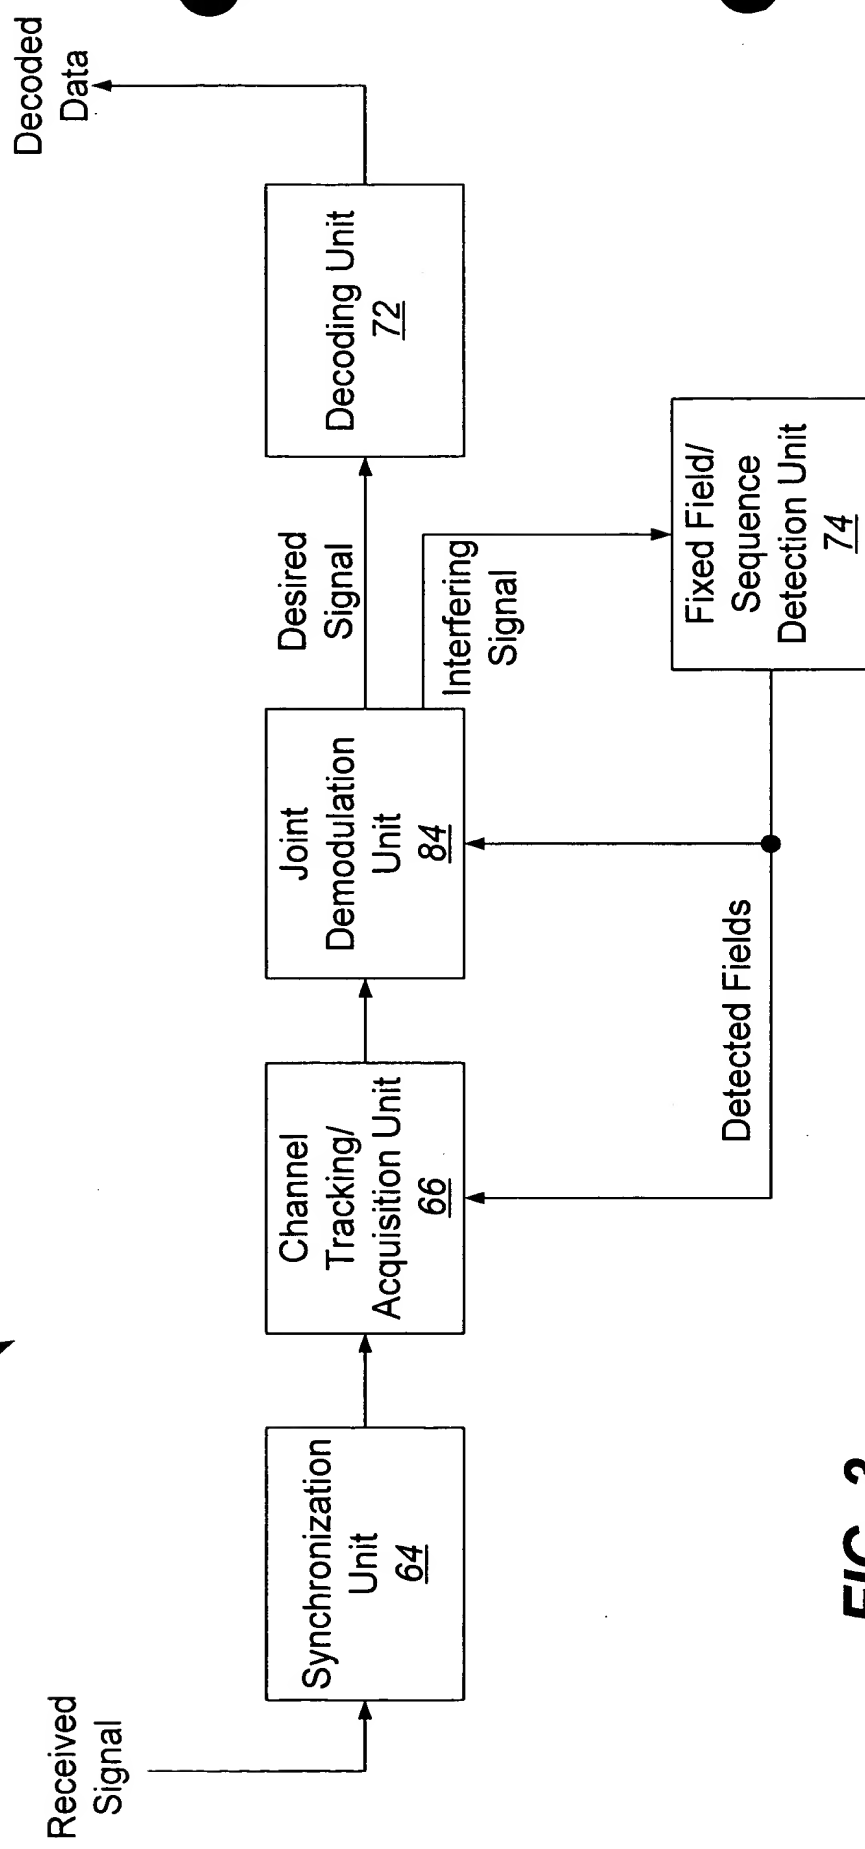 Received
Signal
Synchronization
Unit
64
Channel
Tracking/
Acquisition Unit
66
Joint
Demodulation
Unit
84
Desired
Signal
Interfering
Signal
Decoding Unit
72
Decoded
Data
Detected Fields
Fixed Field/
Sequence
Detection Unit
74